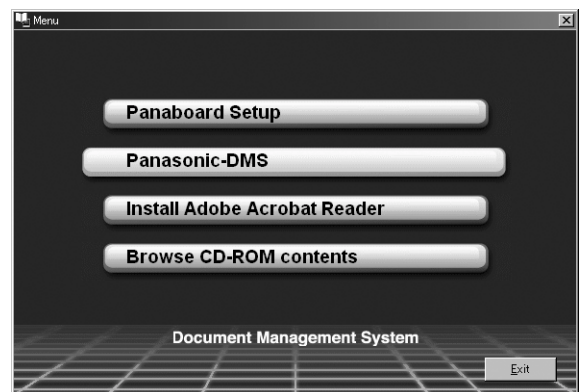 Menu
Panaboard Setup
Panasonic-DMS
Install Adobe Acrobat Reader
Browse CD-ROM contents
Document Management System
Exit